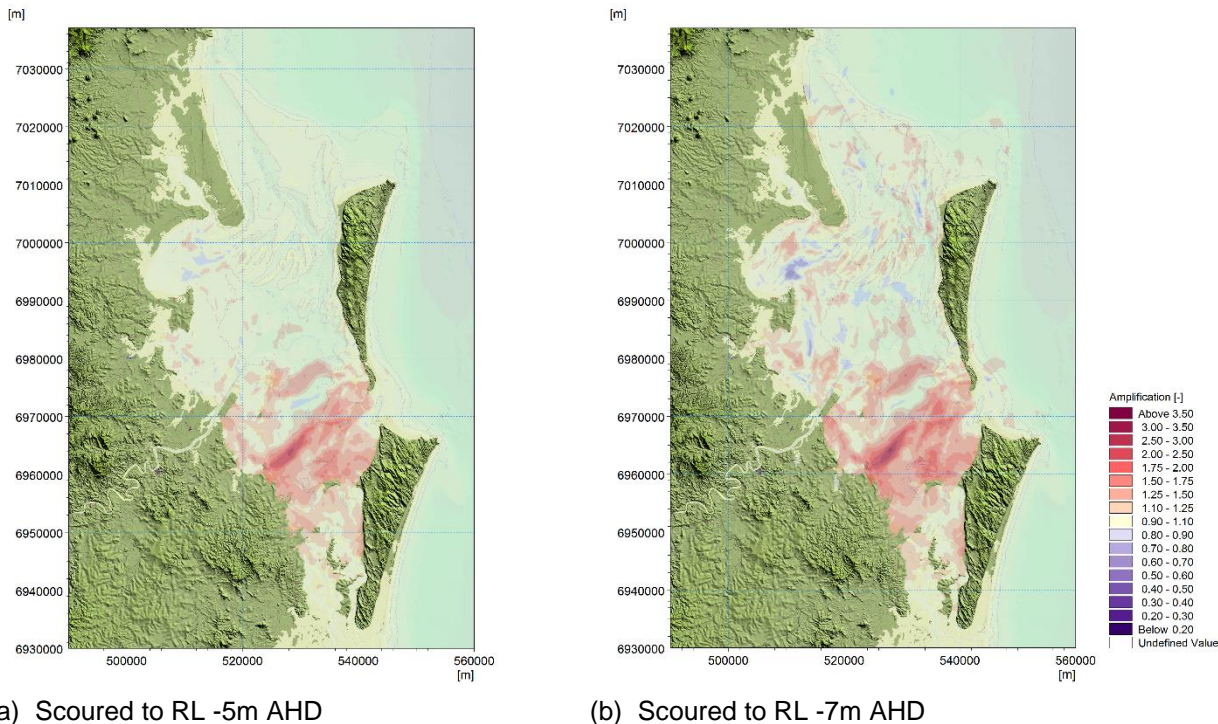 [m]
7030000
7020000
7010000
7000000
6990000
6980000
6970000
6960000
6950000
6940000
6930000
500000 520000 540000 560000
[m]
[m]
7030000
7020000
7010000
7000000
6990000
6980000
6970000
6960000
6950000
6940000
6930000
500000 520000 540000 560000
[m]
Amplification [-]
Above 3.50
3.00 - 3.50
2.50 - 3.00
2.00 - 2.50
1.75 - 2.00
1.50 - 1.75
1.25 - 1.50
1.10 - 1.25
0.90 - 1.10
0.80 - 0.90
0.70 - 0.80
0.60 - 0.70
0.50 - 0.60
0.40 - 0.50
0.30 - 0.40
0.20 - 0.30
Below 0.20
Undefined Value
a) Scoured to RL -5m AHD
(b) Scoured to RL -7m AHD